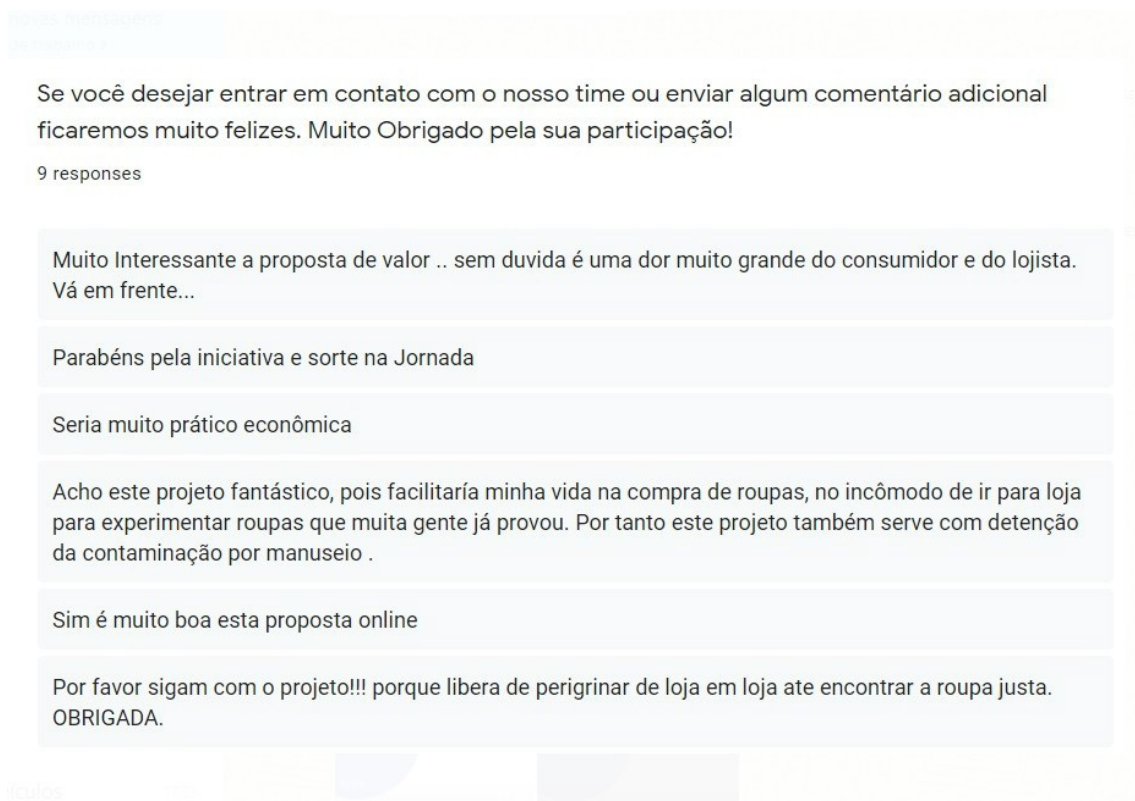 Se você desejar entrar em contato com o nosso time ou enviar algum comentário adicional
ficaremos muito felizes. Muito Obrigado pela sua participação!
9 responses
Muito Interessante a proposta de valor .. sem duvida é uma dor muito grande do consumidor e do lojista.
Vá em frente...
Parabéns pela iniciativa e sorte na Jornada
Seria muito prático econômica
Acho este projeto fantástico, pois facilitaría minha vida na compra de roupas, no incômodo de ir para loja
para experimentar roupas que muita gente já provou. Por tanto este projeto também serve com detenção
da contaminação por manuseio .
Sim é muito boa esta proposta online
Por favor sigam com o projeto!!! porque libera de perigrinar de loja em loja ate encontrar a roupa justa.
OBRIGADA.